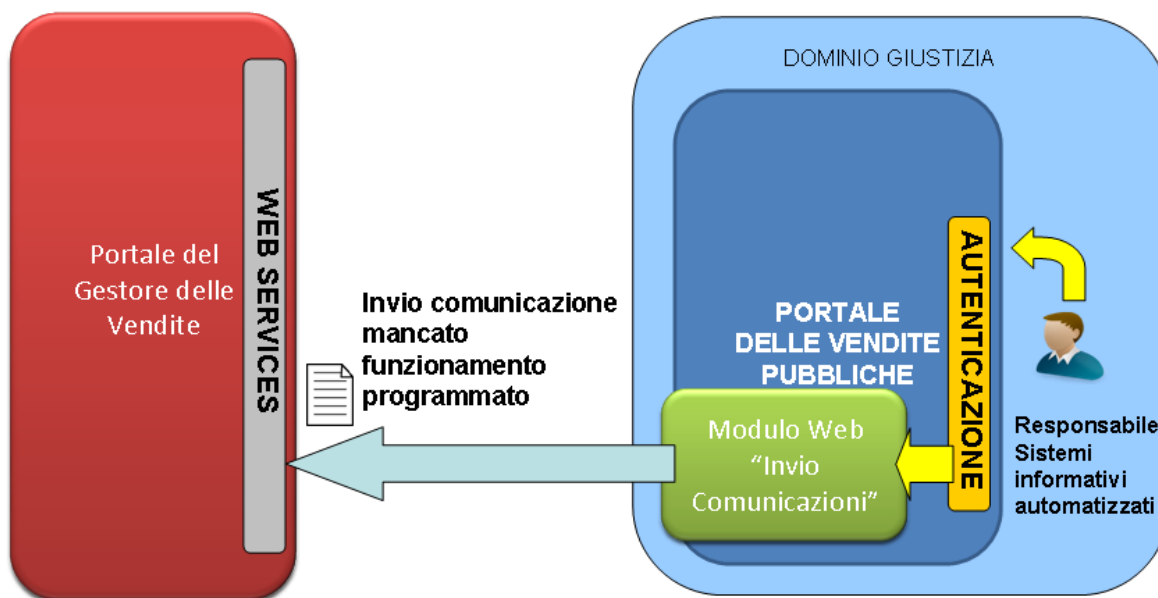 Portale del
Gestore delle
Vendite
WEB SERVICES
Invio comunicazione
mancato
funzionamento
programmato
DOMINIO GIUSTIZIA
PORTALE
DELLE VENDITE
PUBBLICHE
Modulo Web
“Invio
Comunicazioni”
AUTENTICAZIONE
Responsabile
Sistemi
informativi
automatizzati